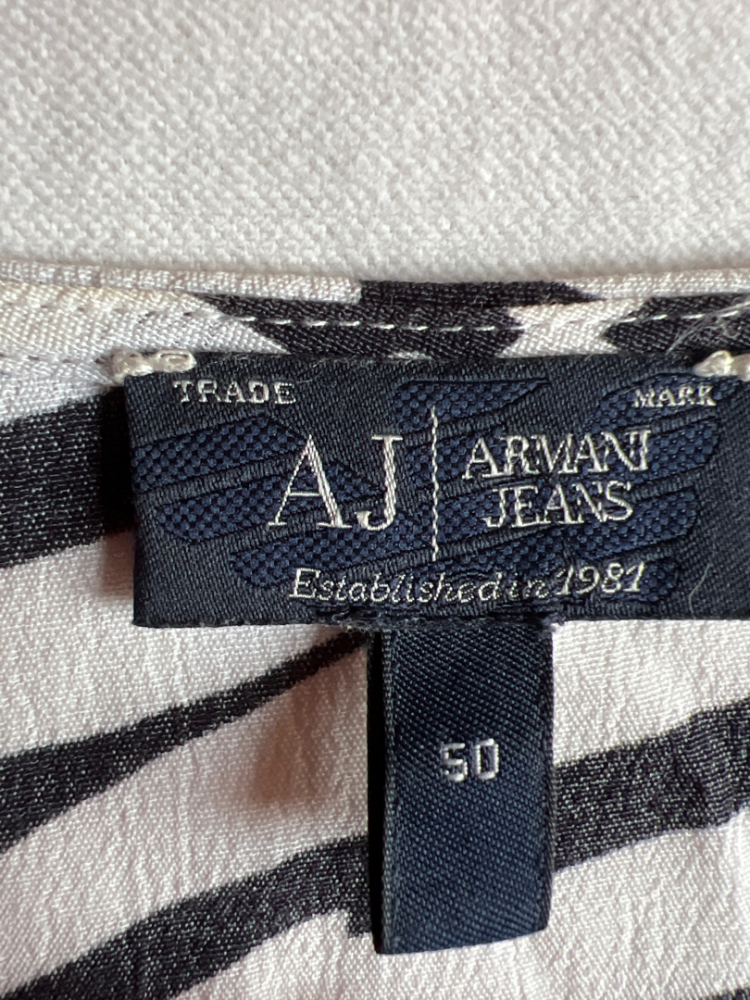 TRADE MARK
AJ ARMANI
JEANS
Established in 1981
50